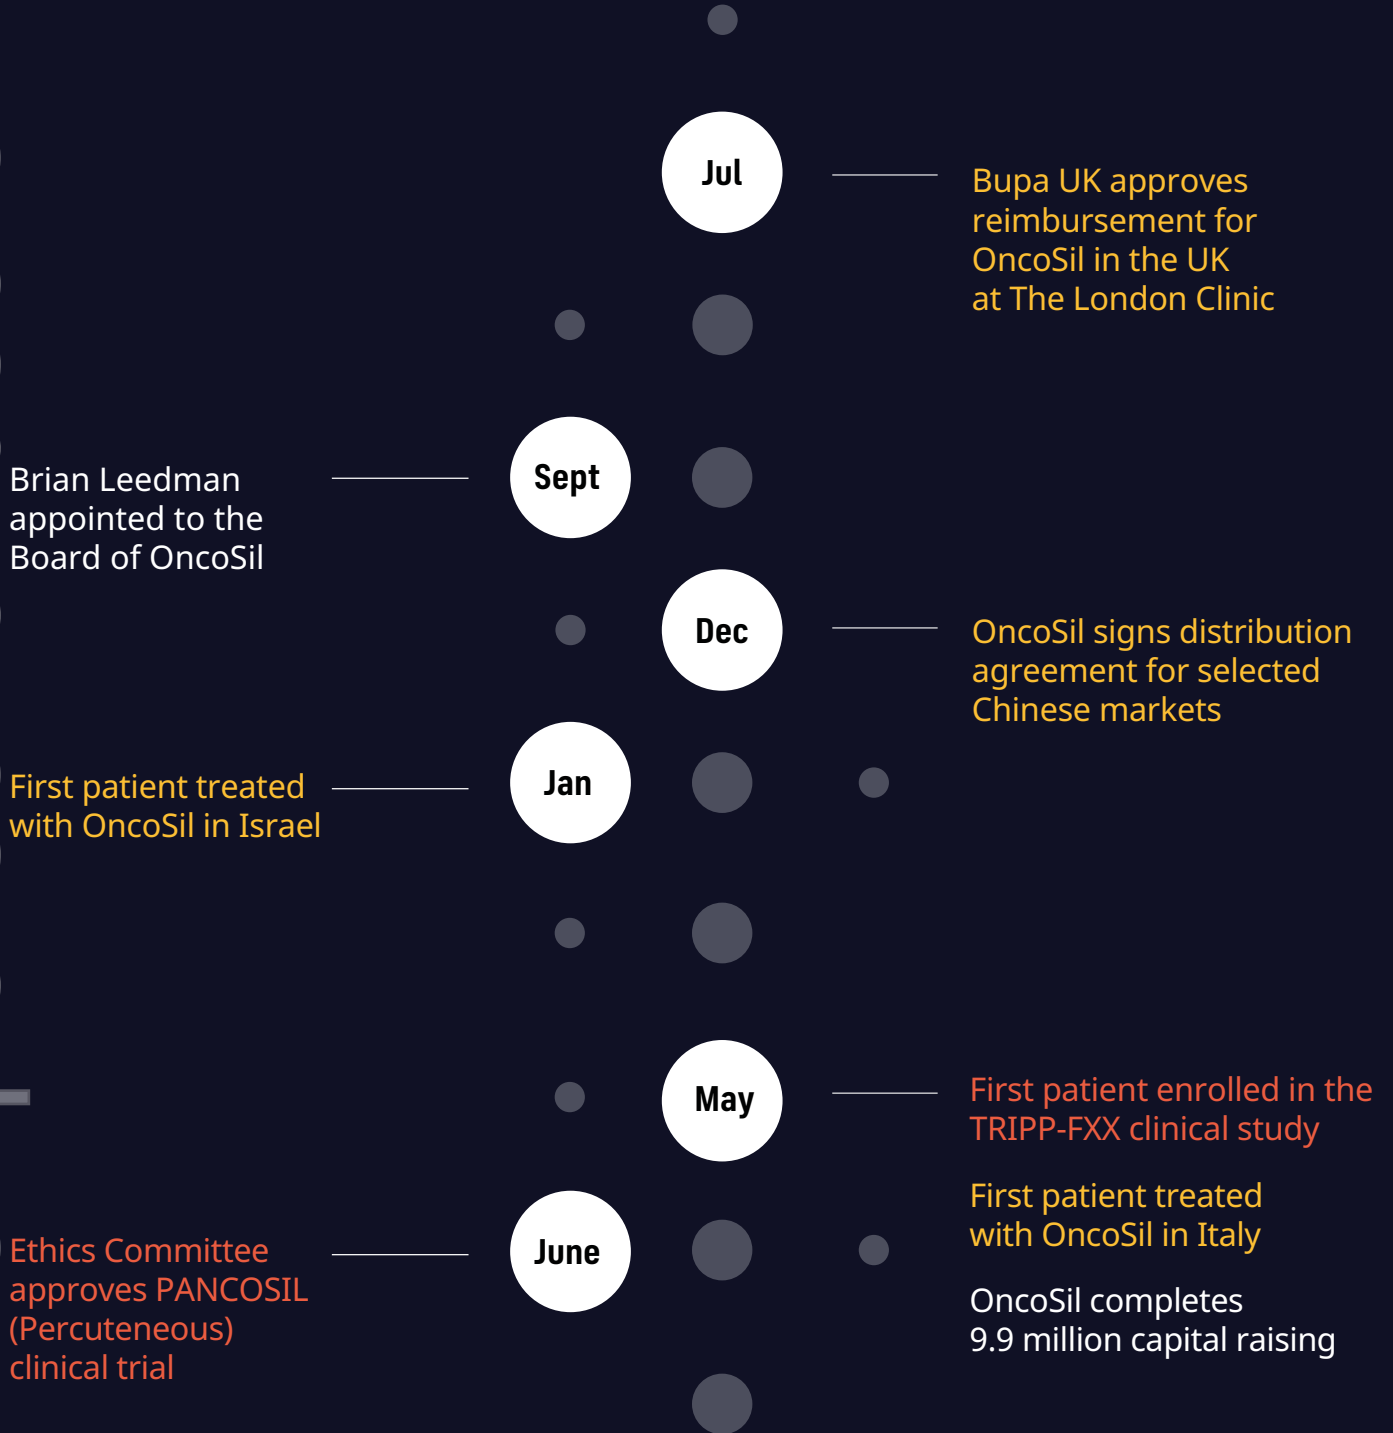 Jul
Bupa UK approves
reimbursement for
OncoSil in the UK
at The London Clinic
Sept
Brian Leedman
appointed to the
Board of OncoSil
Dec
OncoSil signs distribution
agreement for selected
Chinese markets
Jan
First patient treated
with OncoSil in Israel
May
First patient enrolled in the
TRIPP-FXX clinical study
First patient treated
with OncoSil in Italy
OncoSil completes
9.9 million capital raising
June
Ethics Committee
approves PANCOSIL
(Percuteneous)
clinical trial